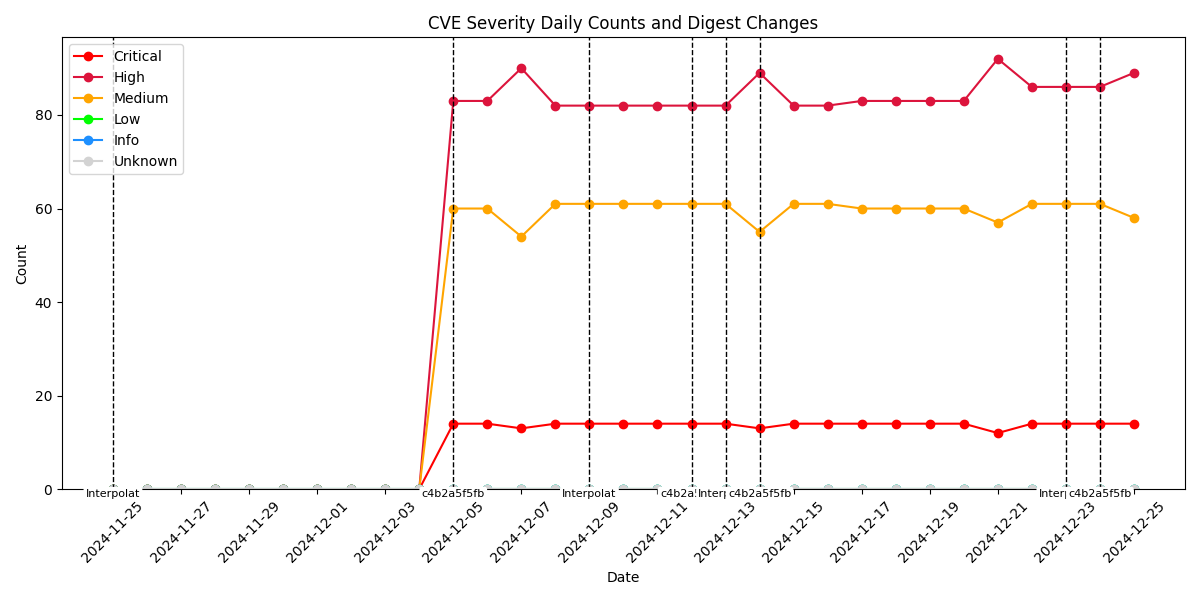 CVE Severity Daily Counts and Digest Changes
Critical
High
Medium
Low
Info
Unknown
Count
80
60
40
20
0
Interpolat
c4b2a5f5fb
Interpolat
c4b2a
Inter
c4b2a5f5fb
Inter
c4b2a5f5fb
2024-11-25
2024-11-27
2024-11-29
2024-12-01
2024-12-03
2024-12-05
2024-12-07
2024-12-09
2024-12-11
2024-12-13
2024-12-15
2024-12-17
2024-12-19
2024-12-21
2024-12-23
2024-12-25
Date